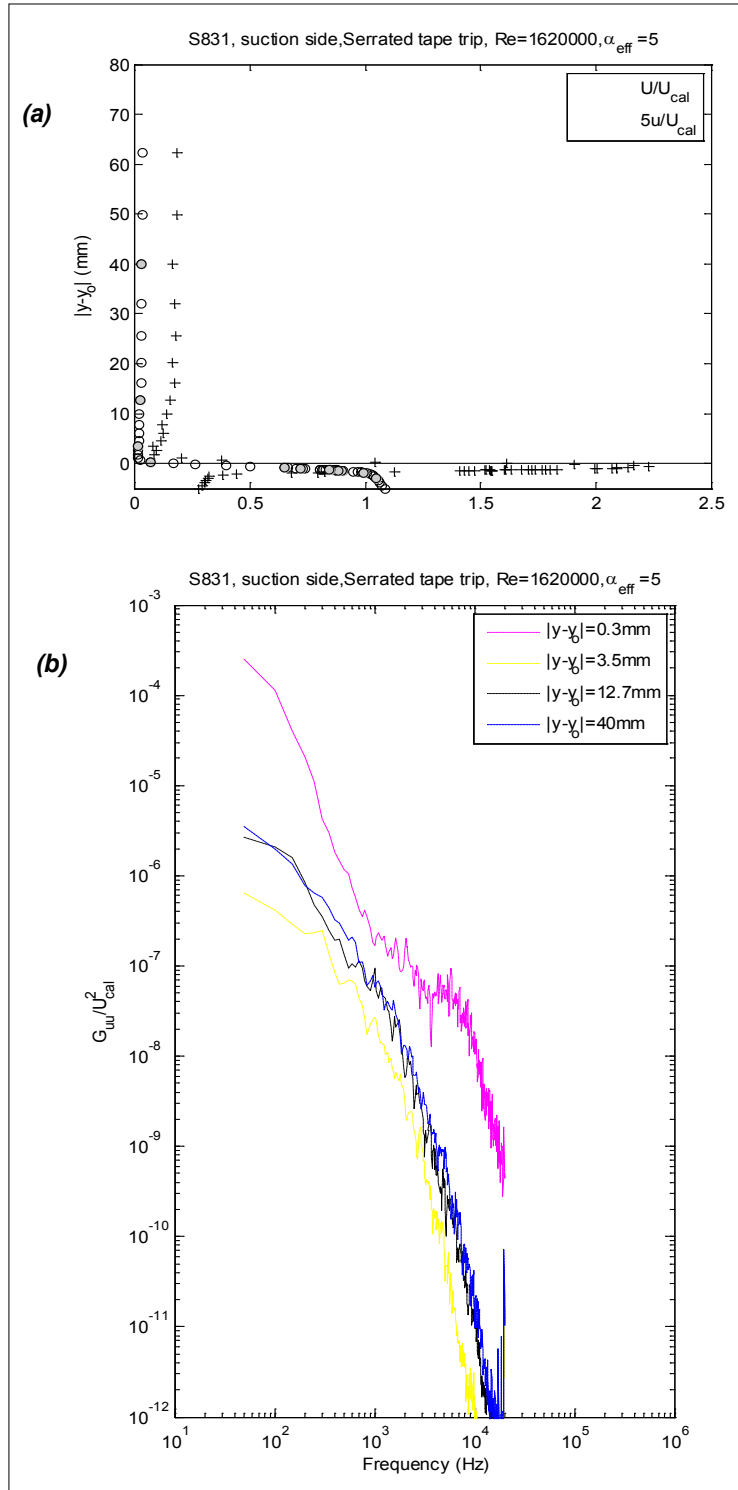 (a)
S831, suction side,Serrated tape trip, Re=1620000,α_eff =5
U/U_cal
5u/U_cal
|y-y_o| (mm)
80
70
60
50
40
30
20
10
0
0 0.5 1 1.5 2 2.5
(b)
S831, suction side,Serrated tape trip, Re=1620000,α_eff =5
|y-y_o|=0.3mm
|y-y_o|=3.5mm
|y-y_o|=12.7mm
|y-y_o|=40mm
G_uu/U^2_cal
10^-3
10^-4
10^-5
10^-6
10^-7
10^-8
10^-9
10^-10
10^-11
10^-12
10^1 10^2 10^3 10^4 10^5 10^6
Frequency (Hz)